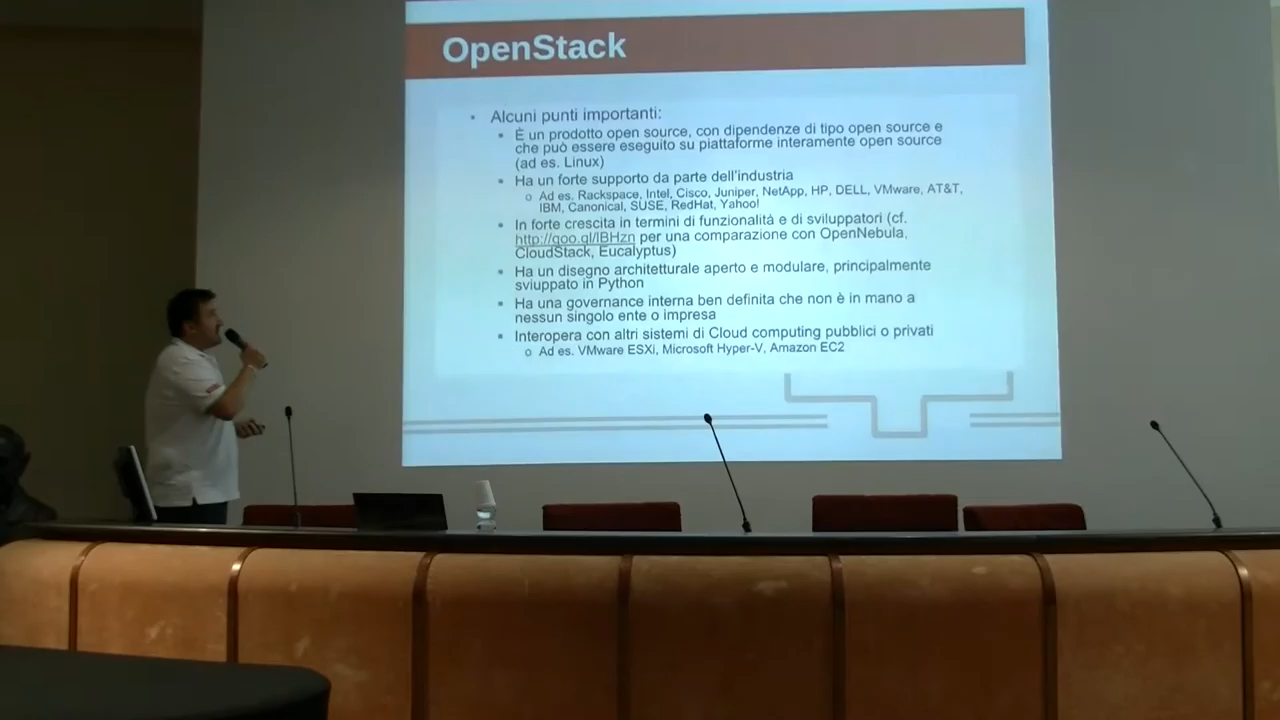 OpenStack
Alcuni punti importanti:
È un prodotto open source, con dipendenze di tipo open source e
che può essere eseguito su piattaforme interamente open source
(ad es. Linux)
Ha un forte supporto da parte dell'industria
Ad es. Rackspace, Intel, Cisco, Juniper, NetApp, HP, DELL, VMware, AT&T,
IBM, Canonical, SUSE, RedHat, Yahoo!
In forte crescita in termini di funzionalità e di sviluppatori (cf.
http://goo.gl/IBHzn per una comparazione con OpenNebula,
CloudStack, Eucalyptus)
Ha un disegno architetturale aperto e modulare, principalmente
sviuppato in Python
Ha una governance interna ben definita che non è in mano a
nessun singolo ente o impresa
Interopera con altri sistemi di Cloud computing pubblici o privati
Ad es. VMware ESXi, Microsoft Hyper-V, Amazon EC2